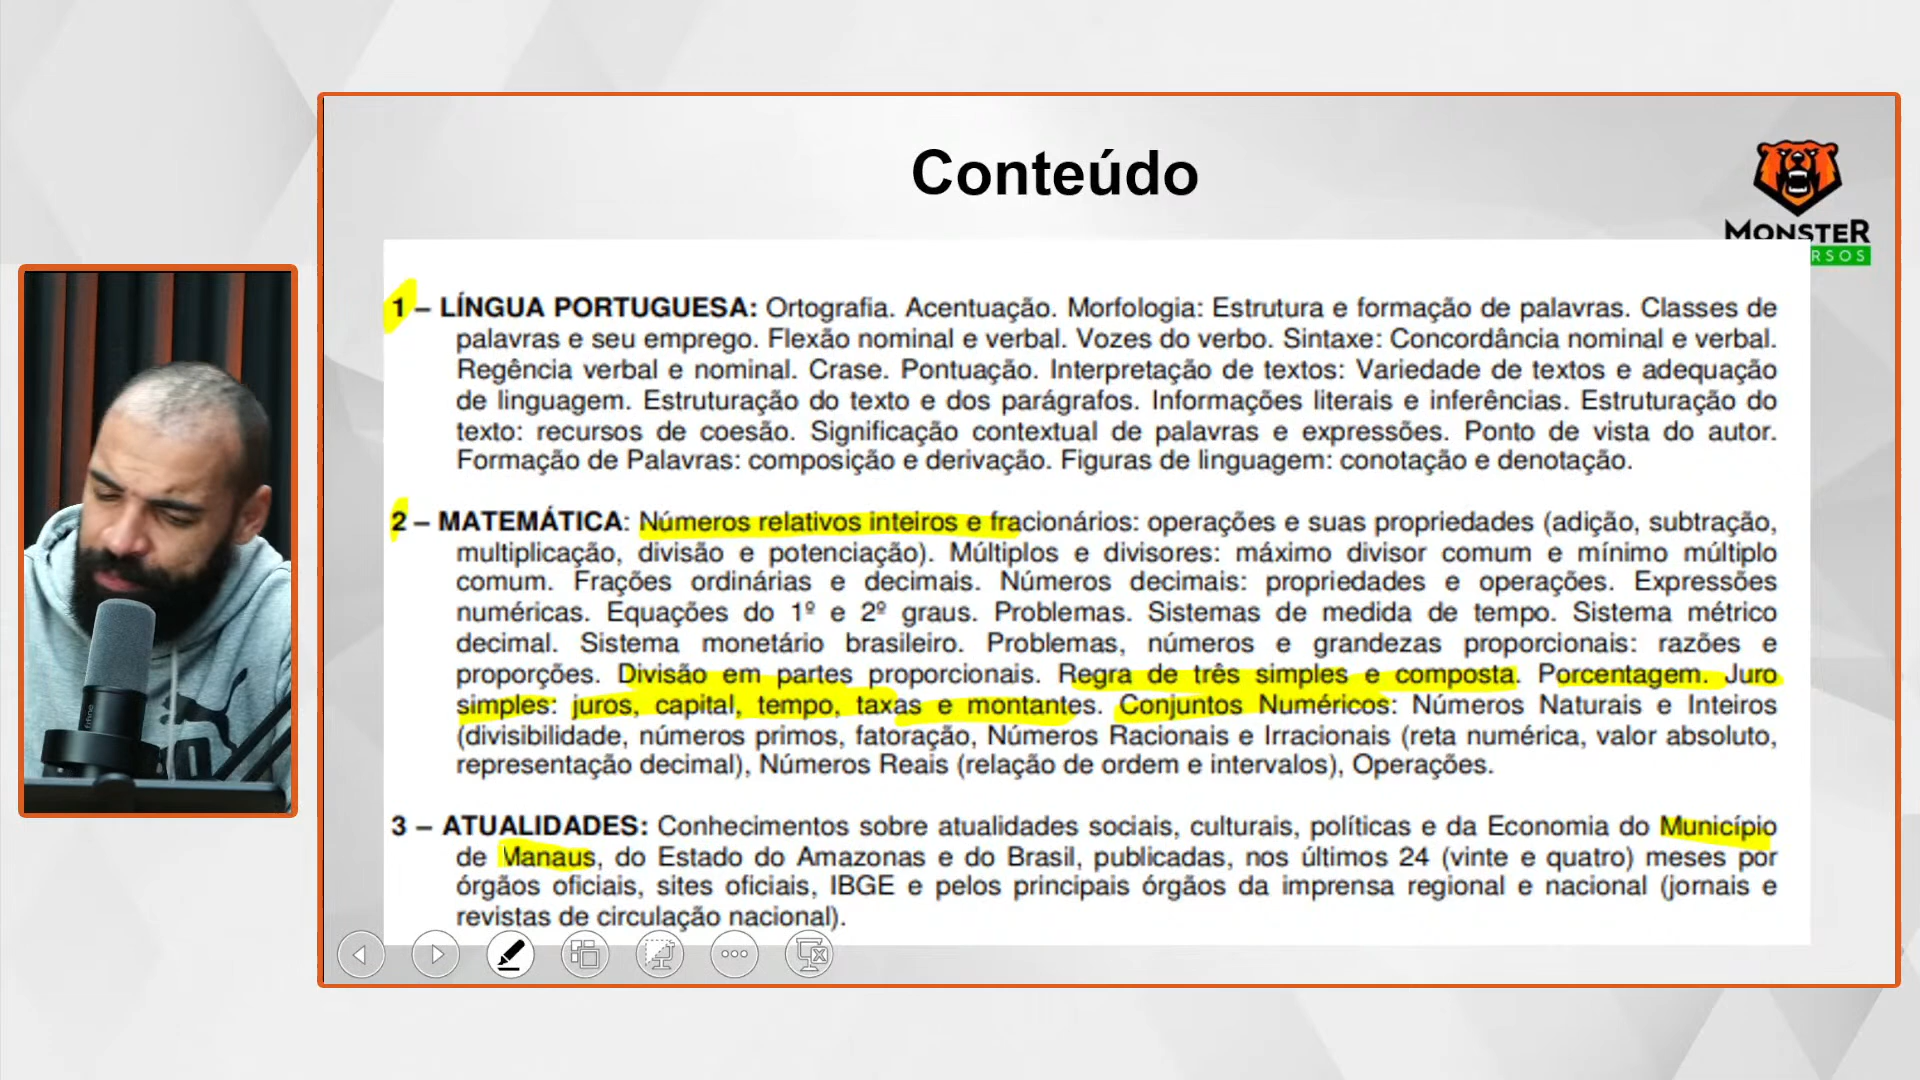 Conteúdo
MONSTER
RSOS
1 – LÍNGUA PORTUGUESA: Ortografia. Acentuação. Morfologia: Estrutura e formação de palavras. Classes de
palavras e seu emprego. Flexão nominal e verbal. Vozes do verbo. Sintaxe: Concordância nominal e verbal.
Regência verbal e nominal. Crase. Pontuação. Interpretação de textos: Variedade de textos e adequação
de linguagem. Estruturação do texto e dos parágrafos. Informações literais e inferências. Estruturação do
texto: recursos de coesão. Significação contextual de palavras e expressões. Ponto de vista do autor.
Formação de Palavras: composição e derivação. Figuras de linguagem: conotação e denotação.
2 – MATEMÁTICA: Números relativos inteiros e fracionários: operações e suas propriedades (adição, subtração,
multiplicação, divisão e potenciação). Múltiplos e divisores: máximo divisor comum e mínimo múltiplo
comum. Frações ordinárias e decimais. Números decimais: propriedades e operações. Expressões
numéricas. Equações do 1º e 2º graus. Problemas. Sistemas de medida de tempo. Sistema métrico
decimal. Sistema monetário brasileiro. Problemas, números e grandezas proporcionais: razões e
proporções. Divisão em partes proporcionais. Regra de três simples e composta. Porcentagem. Juro
simples: juros, capital, tempo, taxas e montantes. Conjuntos Numéricos: Números Naturais e Inteiros
(divisibilidade, números primos, fatoração, Números Racionais e Irracionais (reta numérica, valor absoluto,
representação decimal), Números Reais (relação de ordem e intervalos), Operações.
3 – ATUALIDADES: Conhecimentos sobre atualidades sociais, culturais, políticas e da Economia do Município
de Manaus, do Estado do Amazonas e do Brasil, publicadas, nos últimos 24 (vinte e quatro) meses por
órgãos oficiais, sites oficiais, IBGE e pelos principais órgãos da imprensa regional e nacional (jornais e
revistas de circulação nacional).